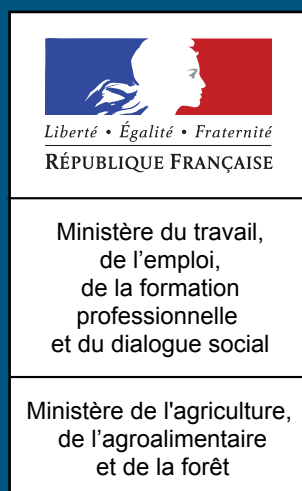 Liberté • Égalité • Fraternité
RÉPUBLIQUE FRANÇAISE
Ministère du travail,
de l’emploi,
de la formation
professionnelle
et du dialogue social
Ministère de l'agriculture,
de l’agroalimentaire
et de la forêt